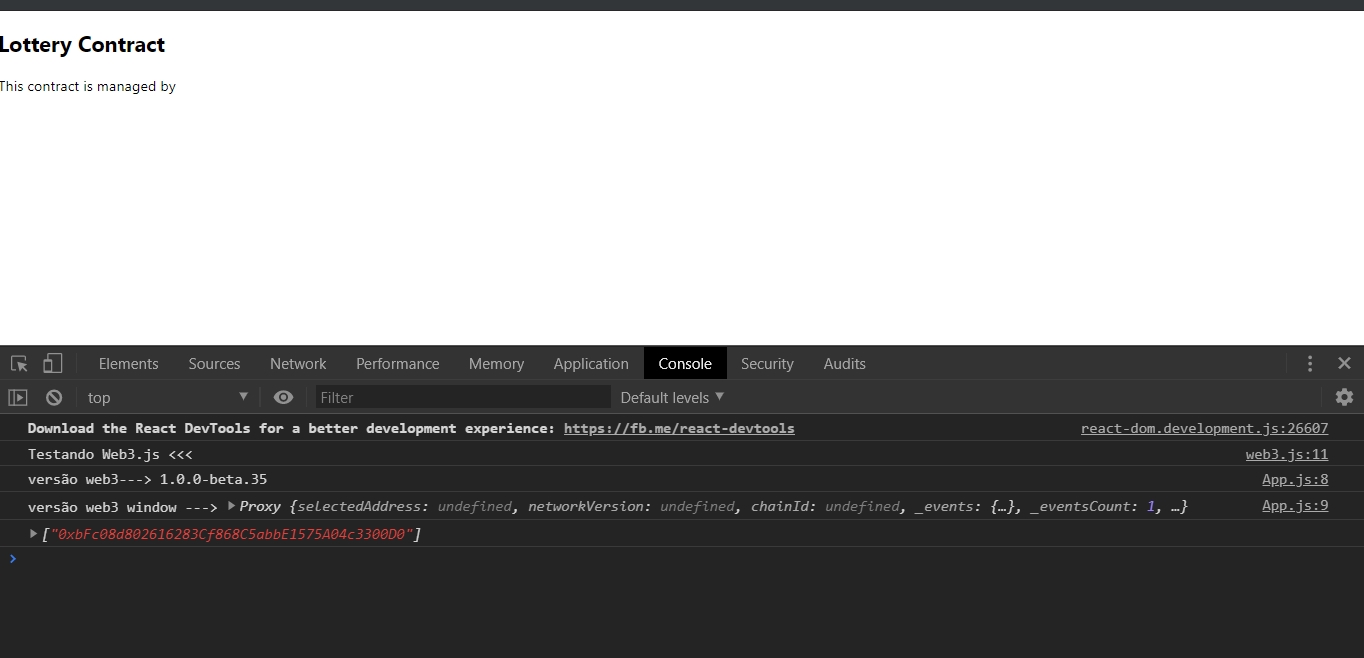 Lottery Contract
This contract is managed by
Elements Sources Network Performance Memory Application Console Security Audits
top Filter Default levels
Download the React DevTools for a better development experience: https://fb.me/react-devtools react-dom.development.js:26607
Testando Web3.js <<< web3.js:11
versão web3---> 1.0.0-beta.35 App.js:8
versão web3 window ---> Proxy {selectedAddress: undefined, networkVersion: undefined, chainId: undefined, _events: {…}, _eventsCount: 1, …} App.js:9
["0xbFc08d802616283Cf868C5abbE1575A04c3300D0"]